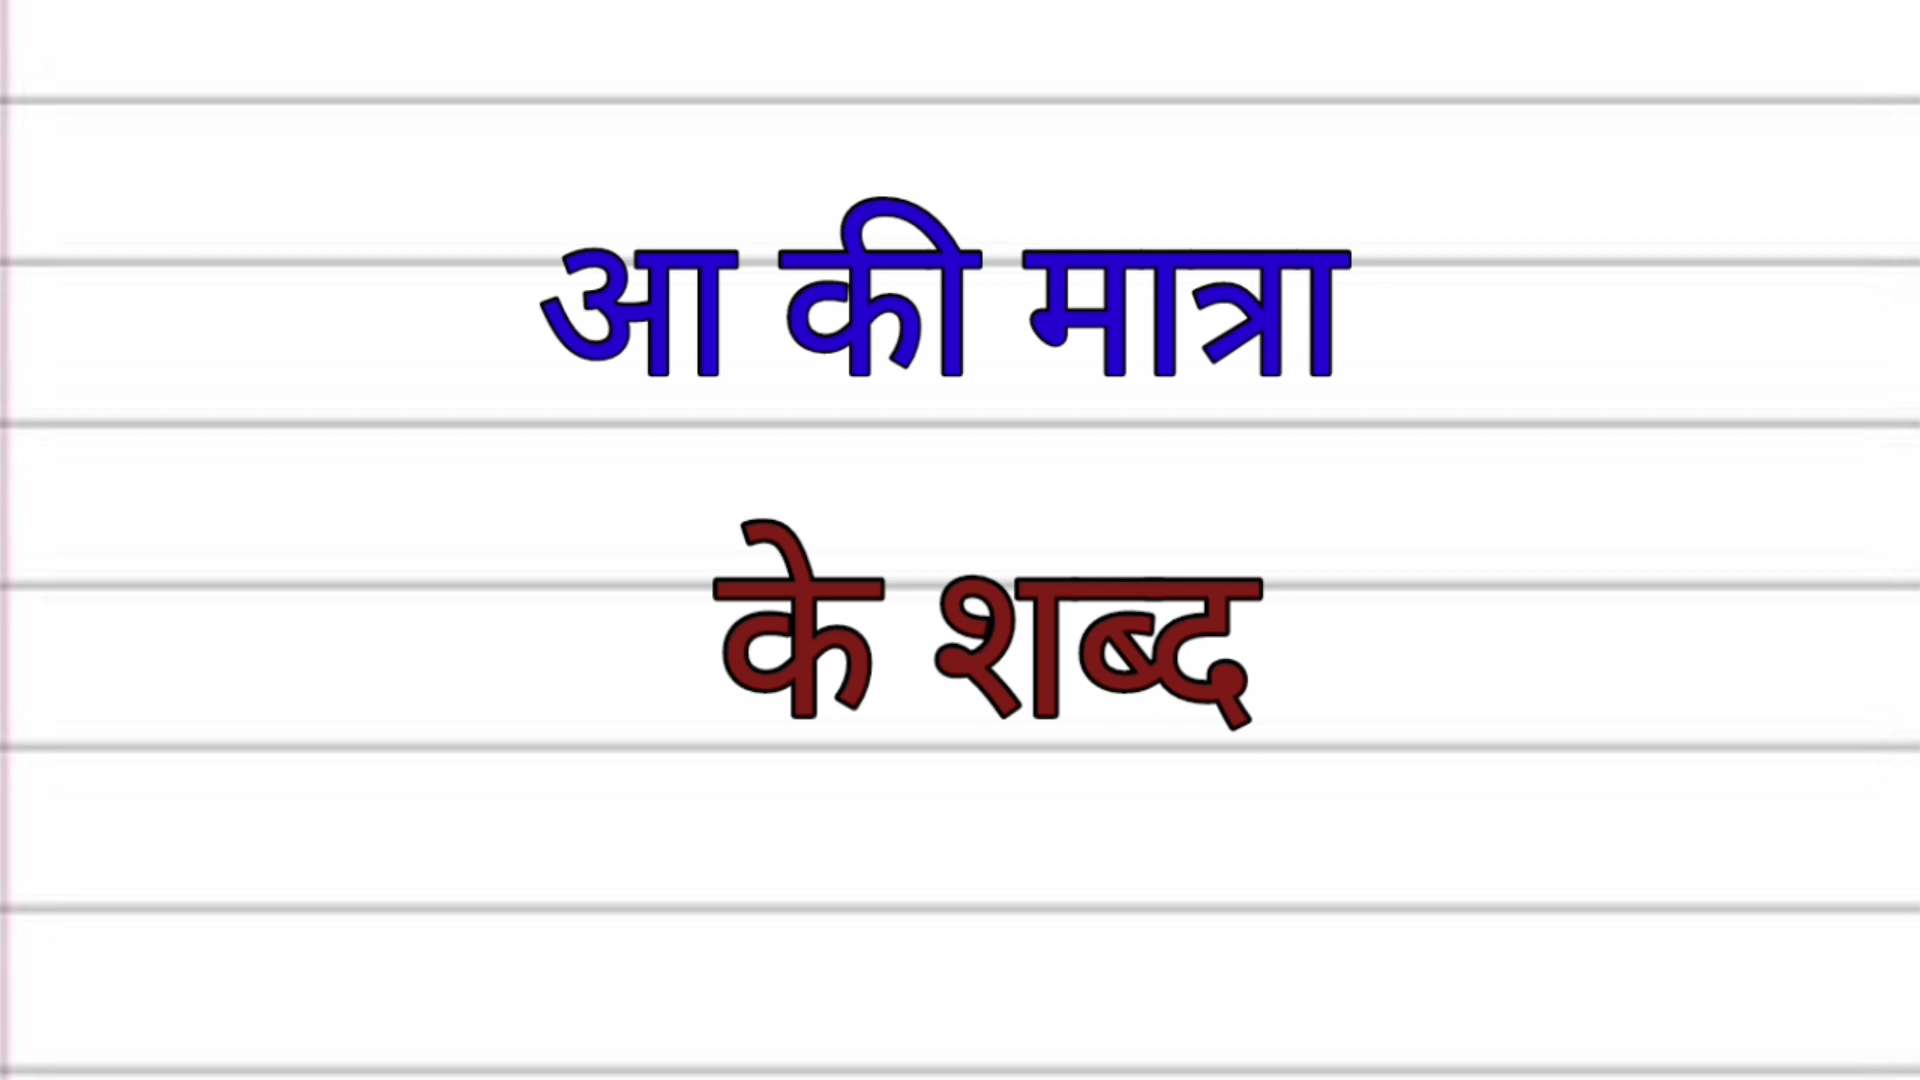 आ की मात्रा
के शब्द